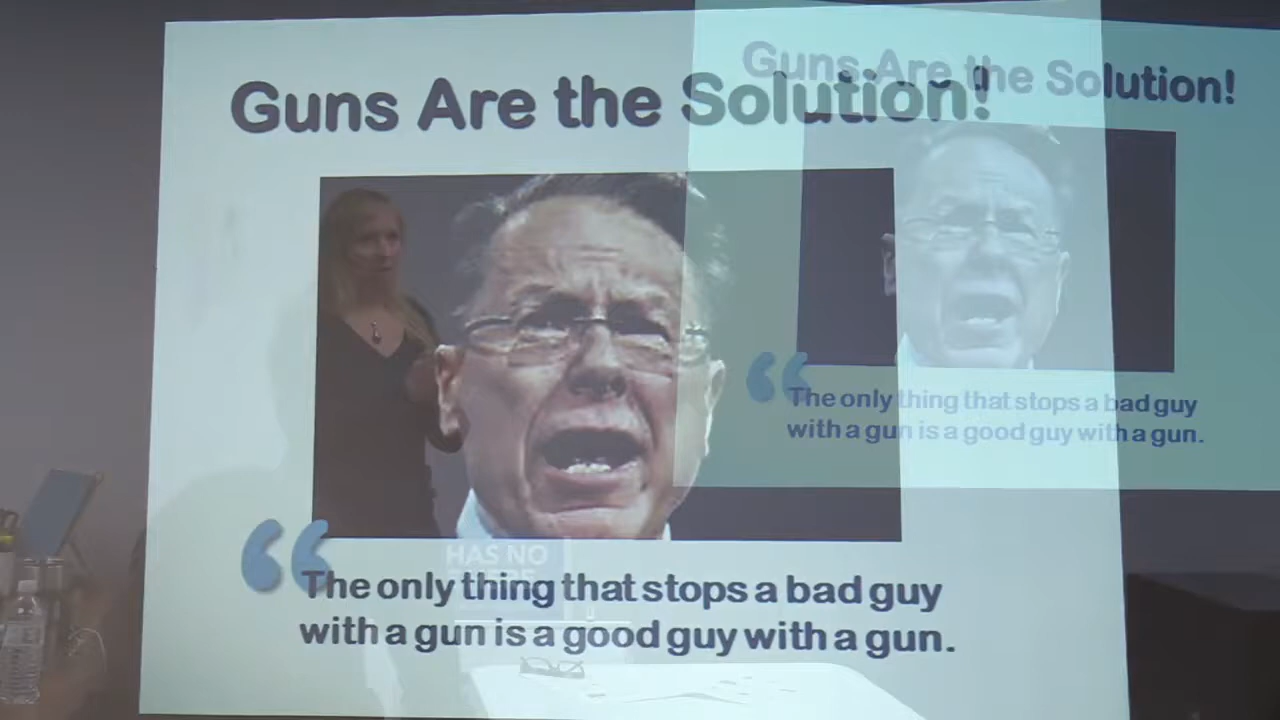 Guns Are the Solution!
“
The only thing that stops a bad guy
with a gun is a good guy with a gun.
Guns Are the Solution!
“
The only thing that stops a bad guy
with a gun is a good guy with a gun.
HAS NO